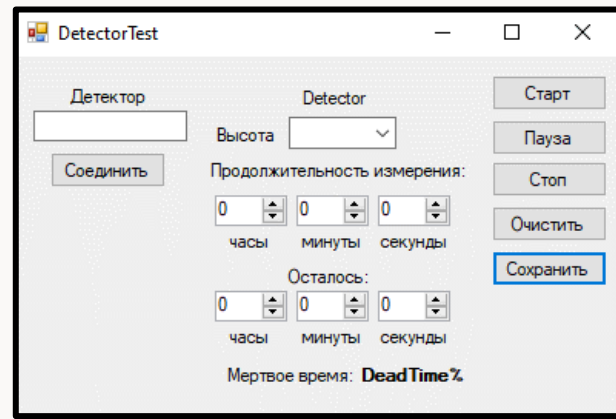 DetectorTest
Детектор
Соединить
Detector
Высота
Продолжительность измерения:
0 0 0
часы минуты секунды
Осталось:
0 0 0
часы минуты секунды
Мертвое время: DeadTime%
Старт
Пауза
Стоп
Очистить
Сохранить